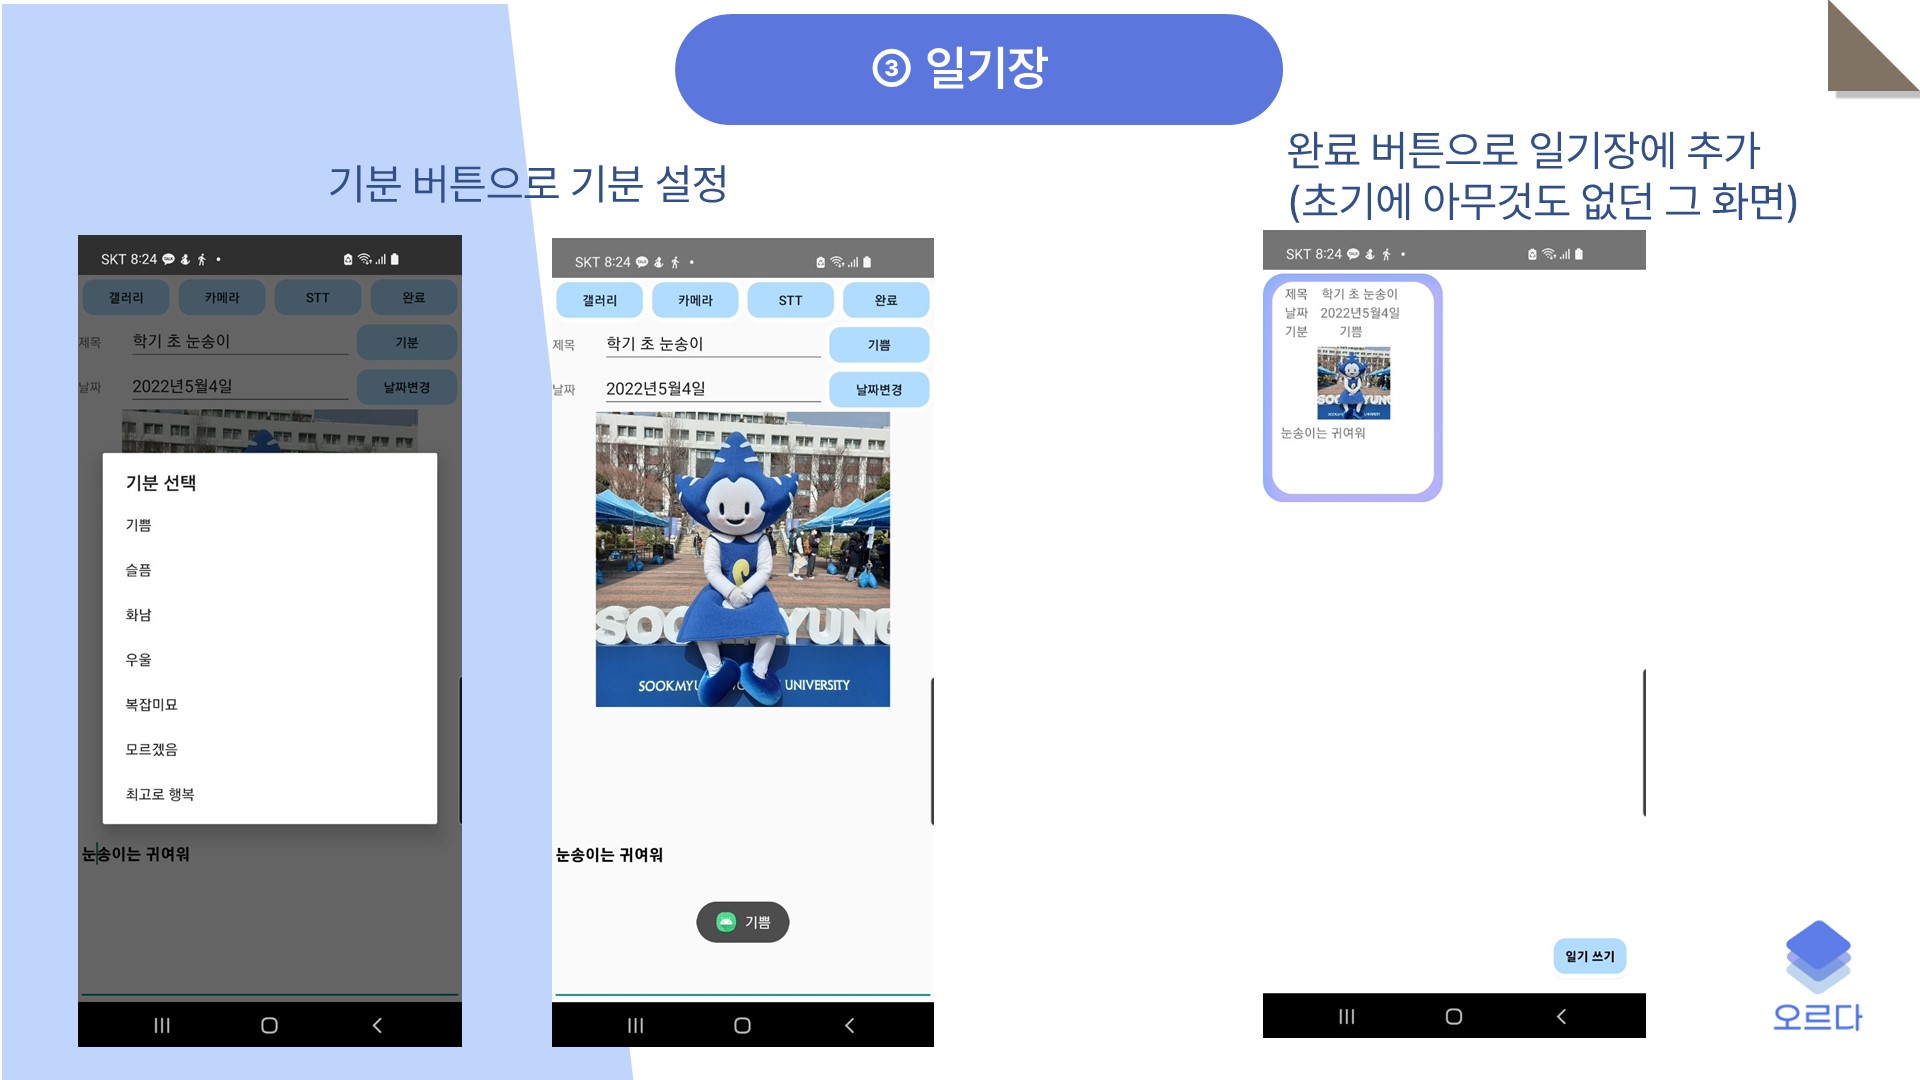 ③ 일기장
기분 버튼으로 기분 설정
완료 버튼으로 일기장에 추가
(초기에 아무것도 없던 그 화면)
SKT 8:24
갤러리 카메라 STT 완료
제목 학기 초 눈송이 기분
날짜 2022년5월4일 날짜변경
기분 선택
기쁨
슬픔
화남
우울
복잡미묘
모르겠음
최고로 행복
눈송이는 귀여워
SKT 8:24
갤러리 카메라 STT 완료
제목 학기 초 눈송이 기쁨
날짜 2022년5월4일 날짜변경
UNIVERSITY
눈송이는 귀여워
기쁨
SKT 8:24
제목 학기 초 눈송이
날짜 2022년5월4일
기분 기쁨
눈송이는 귀여워
일기 쓰기
오르다